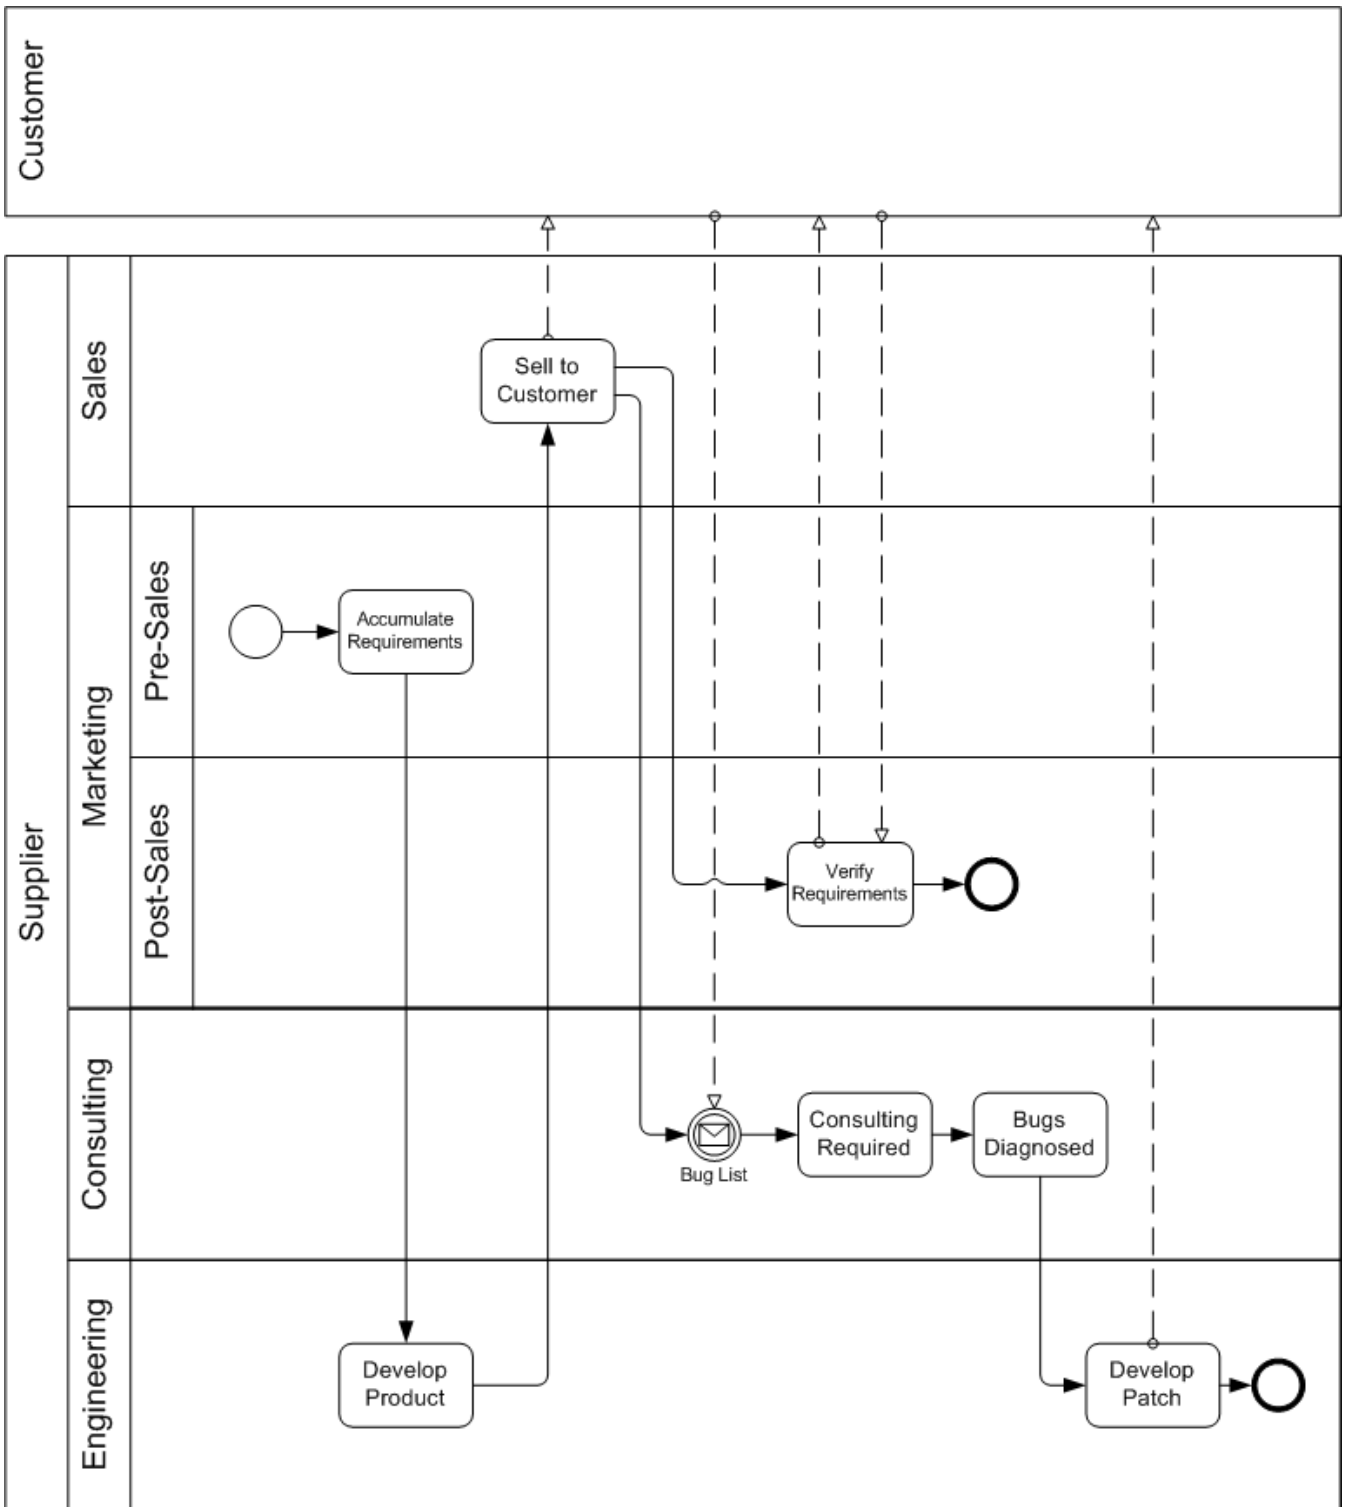 Customer
Supplier
Sales
Sell to
Customer
Marketing
Pre-Sales
Accumulate
Requirements
Post-Sales
Verify
Requirements
Consulting
Bug List
Consulting
Required
Bugs
Diagnosed
Engineering
Develop
Product
Develop
Patch